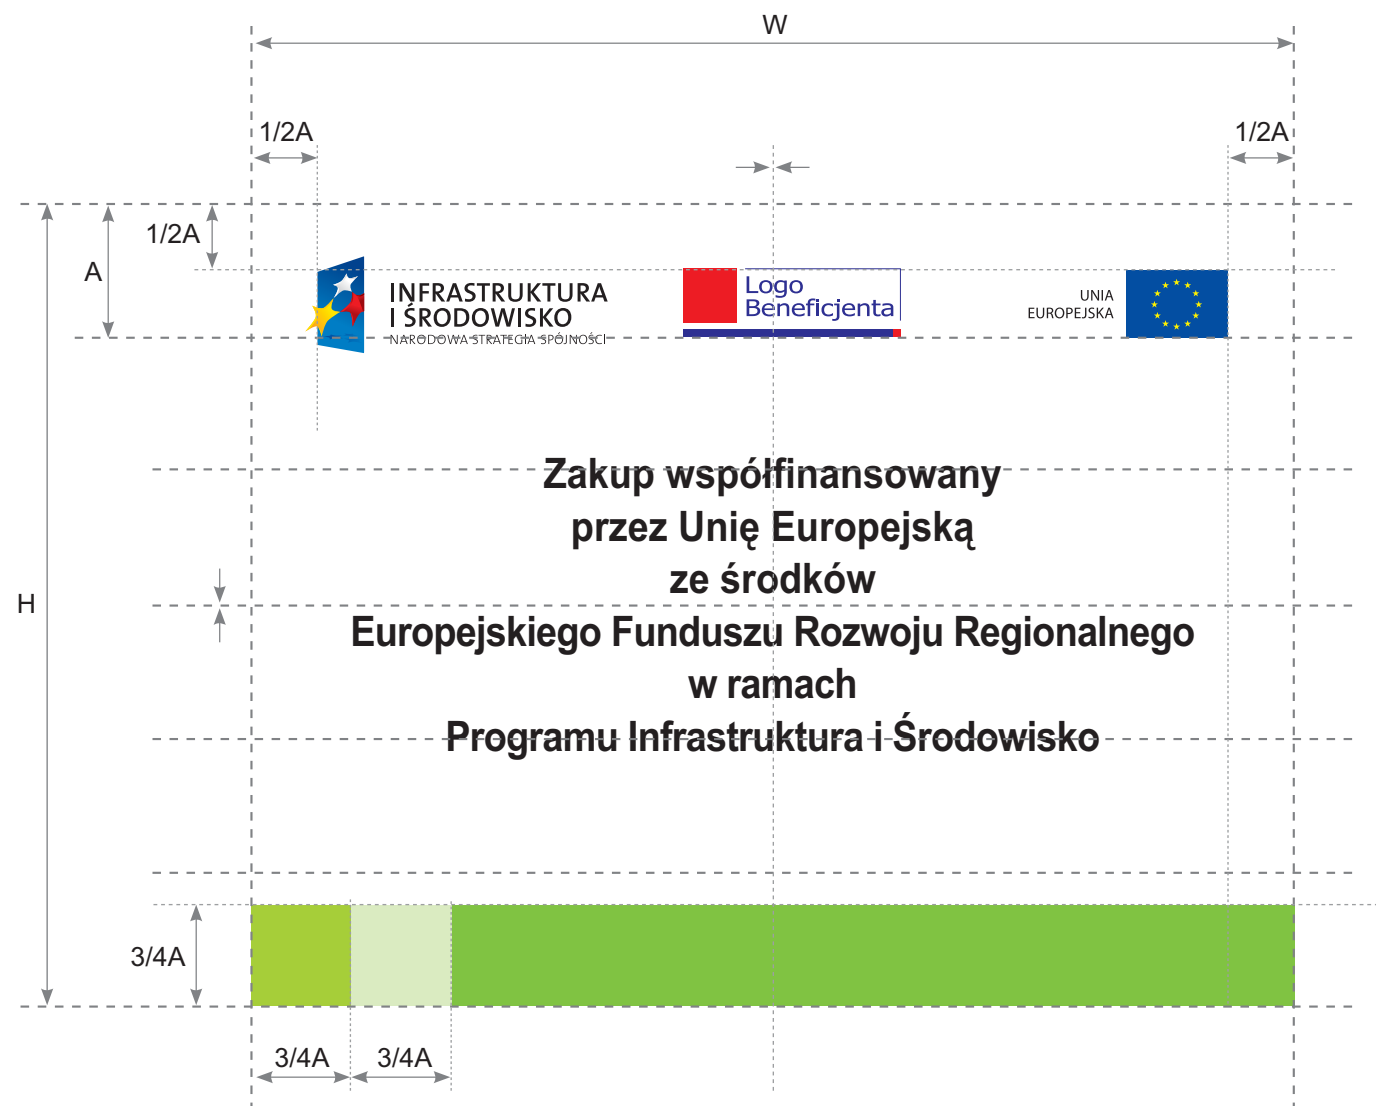 W
1/2A
1/2A
1/2A
A
INFRASTRUKTURA
I ŚRODOWISKO
NARODOWA STRATEGIA SPÓJNOŚCI
Logo
Beneficjenta
UNIA
EUROPEJSKA
Zakup współfinansowany
przez Unię Europejską
ze środków
H
Europejskiego Funduszu Rozwoju Regionalnego
w ramach
Programu Infrastruktura i Środowisko
3/4A
3/4A
3/4A